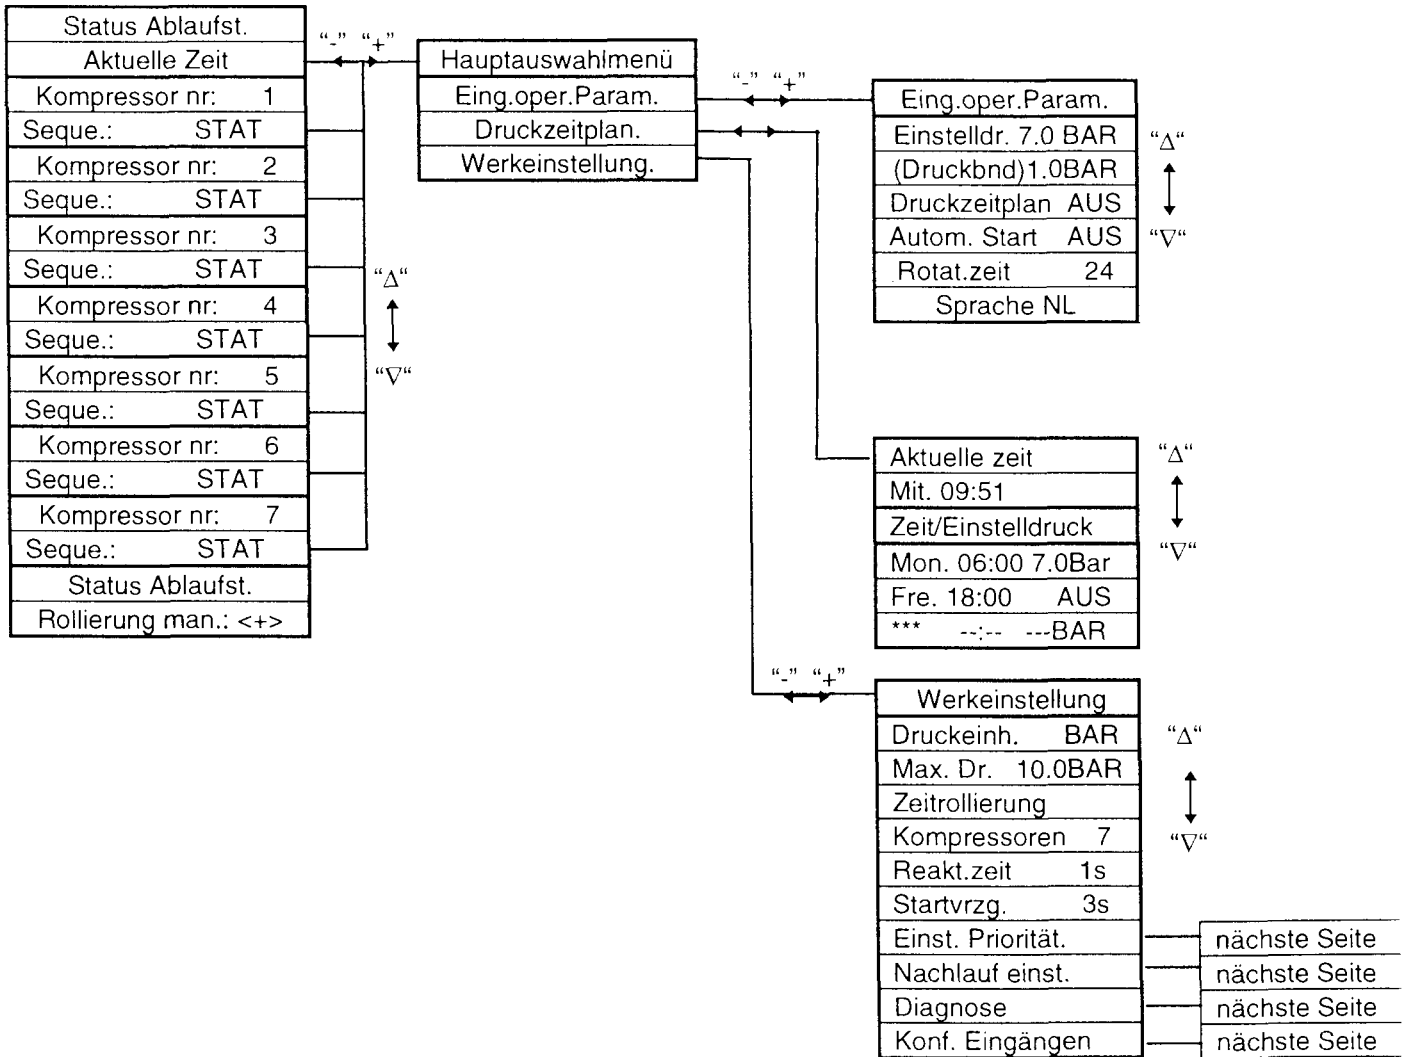 Status Ablaufst.
Aktuelle Zeit
Kompressor nr: 1
Seque.: STAT
Kompressor nr: 2
Seque.: STAT
Kompressor nr: 3
Seque.: STAT
Kompressor nr: 4
Seque.: STAT
Kompressor nr: 5
Seque.: STAT
Kompressor nr: 6
Seque.: STAT
Kompressor nr: 7
Seque.: STAT
Status Ablaufst.
Rollierung man.: <+>
“-” “+”
“Δ“
“∇“
Hauptauswahlmenü
Eing.oper.Param.
Druckzeitplan.
Werkeinstellung.
“-” “+”
Eing.oper.Param.
Einstelldr. 7.0 BAR
(Druckbnd)1.0BAR
Druckzeitplan AUS
Autom. Start AUS
Rotat.zeit 24
Sprache NL
“Δ“
“∇“
Aktuelle zeit
Mit. 09:51
Zeit/Einstelldruck
Mon. 06:00 7.0Bar
Fre. 18:00 AUS
*** --:-- ---BAR
“Δ“
“∇“
“-” “+”
Werkeinstellung
Druckeinh. BAR
Max. Dr. 10.0BAR
Zeitrollierung
Kompressoren 7
Reakt.zeit 1s
Startvrzg. 3s
Einst. Priorität. nächste Seite
Nachlauf einst. nächste Seite
Diagnose nächste Seite
Konf. Eingängen nächste Seite
“Δ“
“∇“